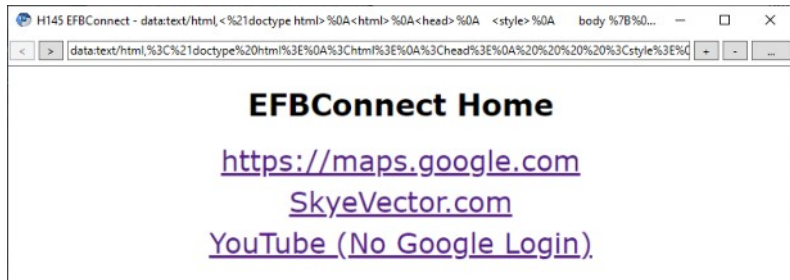 H145 EFBConnect - data:text/html,<%21doctype html>%0A<html>%0A<head>%0A <style>%0A body %7B%0...
< > data:text/html,%3C%21doctype%20html%3E%0A%3Chtml%3E%0A%3Chead%3E%0A%20%20%20%20%3Cstyle%3E%0 + - ...
EFBConnect Home
https://maps.google.com
SkyeVector.com
YouTube (No Google Login)